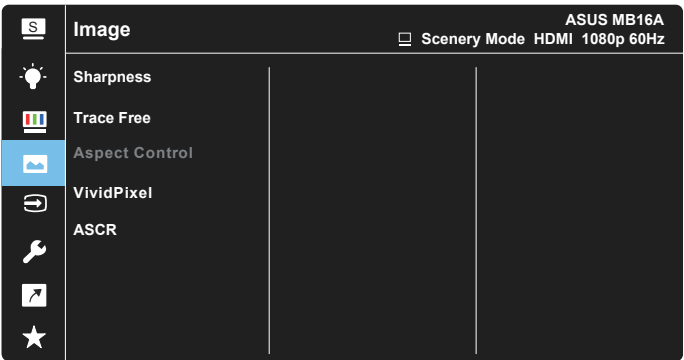 S
Image
ASUS MB16A
Scenery Mode HDMI 1080p 60Hz
Sharpness
Trace Free
Aspect Control
VividPixel
ASCR